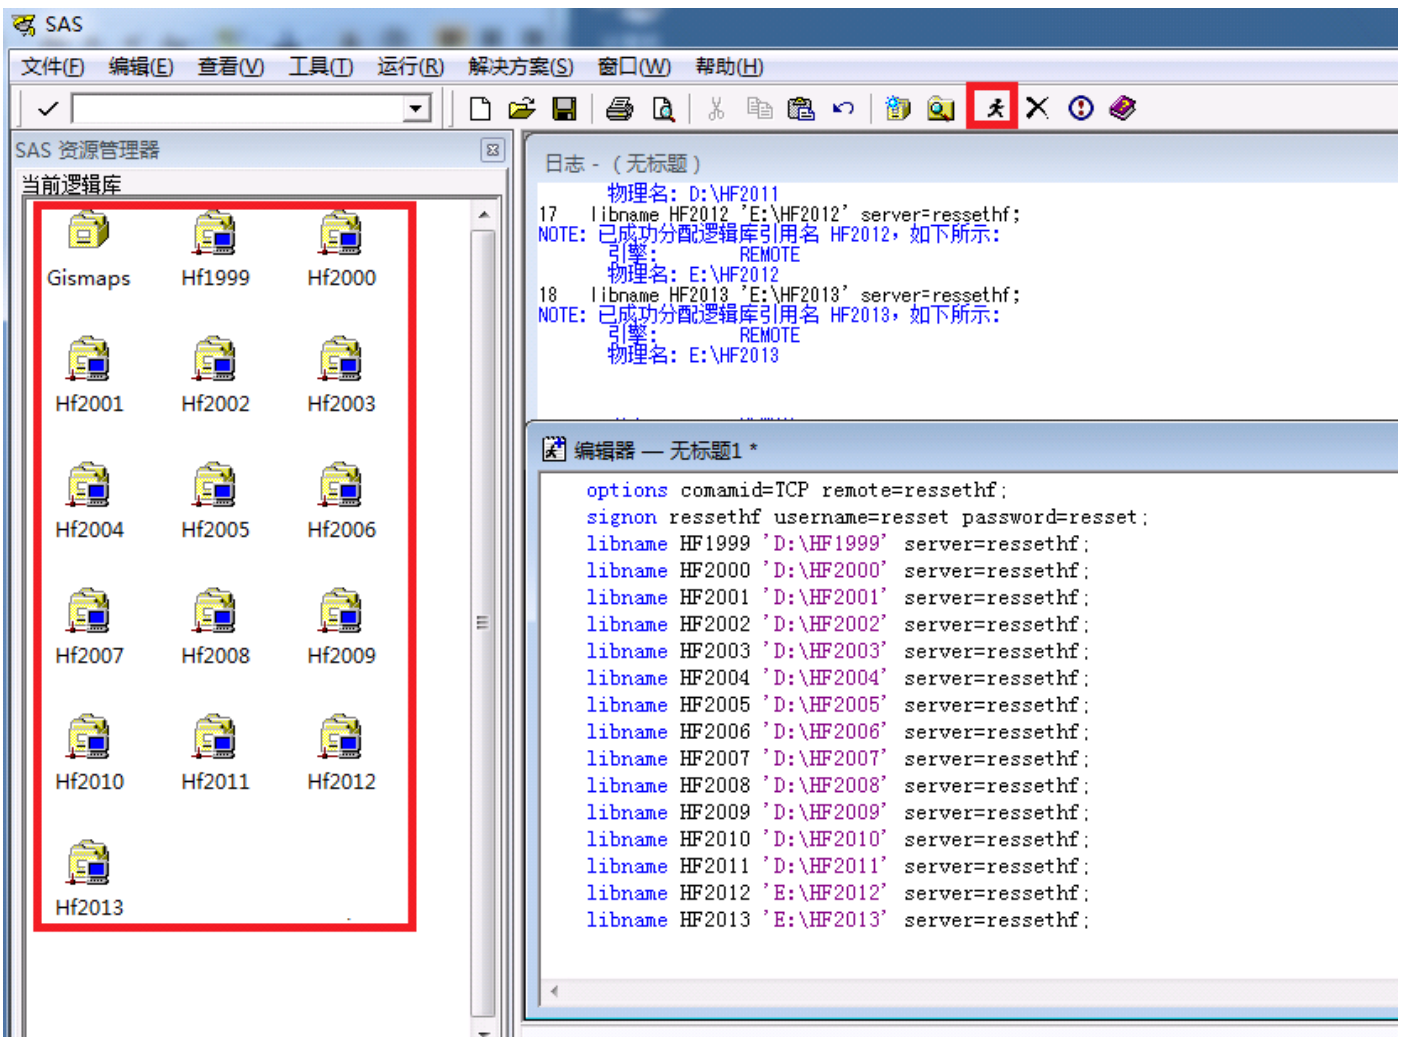 SAS
文件(F) 编辑(E) 查看(V) 工具(T) 运行(R) 解决方案(S) 窗口(W) 帮助(H)
SAS 资源管理器
当前逻辑库
Gismaps Hf1999 Hf2000
Hf2001 Hf2002 Hf2003
Hf2004 Hf2005 Hf2006
Hf2007 Hf2008 Hf2009
Hf2010 Hf2011 Hf2012
Hf2013
日志 - (无标题)
物理名: D:\HF2011
17 libname HF2012 'E:\HF2012' server=ressethf;
NOTE: 已成功分配逻辑库引用名 HF2012，如下所示:
引擎: REMOTE
物理名: E:\HF2012
18 libname HF2013 'E:\HF2013' server=ressethf;
NOTE: 已成功分配逻辑库引用名 HF2013，如下所示:
引擎: REMOTE
物理名: E:\HF2013
编辑器 — 无标题1 *
options comamid=TCP remote=ressethf;
signon ressethf username=resset password=resset;
libname HF1999 'D:\HF1999' server=ressethf;
libname HF2000 'D:\HF2000' server=ressethf;
libname HF2001 'D:\HF2001' server=ressethf;
libname HF2002 'D:\HF2002' server=ressethf;
libname HF2003 'D:\HF2003' server=ressethf;
libname HF2004 'D:\HF2004' server=ressethf;
libname HF2005 'D:\HF2005' server=ressethf;
libname HF2006 'D:\HF2006' server=ressethf;
libname HF2007 'D:\HF2007' server=ressethf;
libname HF2008 'D:\HF2008' server=ressethf;
libname HF2009 'D:\HF2009' server=ressethf;
libname HF2010 'D:\HF2010' server=ressethf;
libname HF2011 'D:\HF2011' server=ressethf;
libname HF2012 'E:\HF2012' server=ressethf;
libname HF2013 'E:\HF2013' server=ressethf;